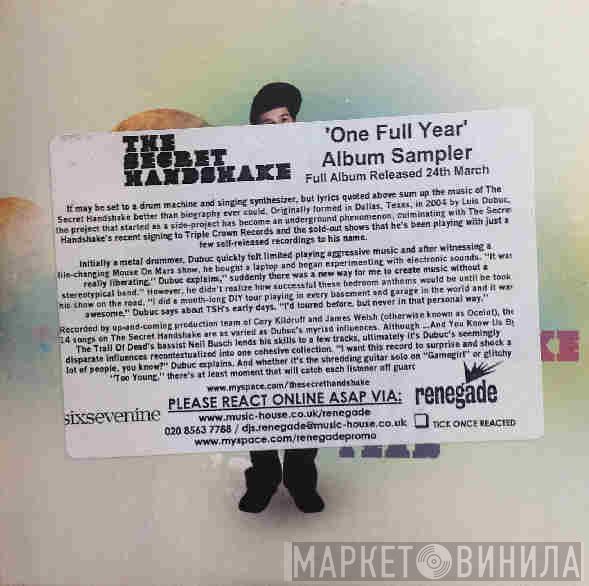 THE
SECRET
HANDSHAKE
'One Full Year'
Album Sampler
Full Album Released 24th March
It may be set to a drum machine and singing synthesizer, but lyrics quoted above sum up the music of The
Secret Handshake better than biography ever could. Originally formed in Dallas, Texas, in 2004 by Luis Dubuc,
the project that started as a side-project has become an underground phenomenon, culminating with The Secre
Handshake's recent signing to Triple Crown Records and the sold-out shows that he's been playing with just a
few self-released recordings to his name.
Initially a metal drummer, Dubuc quickly felt limited playing aggressive music and after witnessing a
life-changing Mouse On Mars show, he bought a laptop and began experimenting with electronic sounds. "It was
really liberating," Dubuc explains," suddenly there was a new way for me to create music without a
stereotypical band." However, he didn't realize how successful these bedroom anthems would be until he took
his show on the road. "I did a month-long DIY tour playing in every basement and garage in the world and it was
awesome." Dubuc says about TSH's early days. "I'd toured before, but never in that personal way."
Recorded by up-and-coming production team of Cory Kilduff and James Welsh (otherwise known as Ocelot), the
14 songs on The Secret Handshake are as varied as Dubuc's myriad influences. Although ...And You Know Us By
The Trail Of Dead's bassist Neil Busch lends his skills to a few tracks, ultimately it's Dubuc's seemingly
disparate influences recontextualized into one cohesive collection. "I want this record to surprise and shock a
lot of people, you know?" Dubuc explains. And whether it's the shredding guitar solo on "Gamegirl" or glitchy
"Too Young," there's at least moment that will catch each listener off guard
www.myspace.com/thesecrethandshake
PLEASE REACT ONLINE ASAP VIA:
www.music-house.co.uk/renegade
020 8563 7788 / djs.renegade@music-house.co.uk
www.myspace.com/renegadepromo
sixsevenine
renegade
TICK ONCE REACTED
KE
YEAR
МАРКЕТ ВИНИЛА